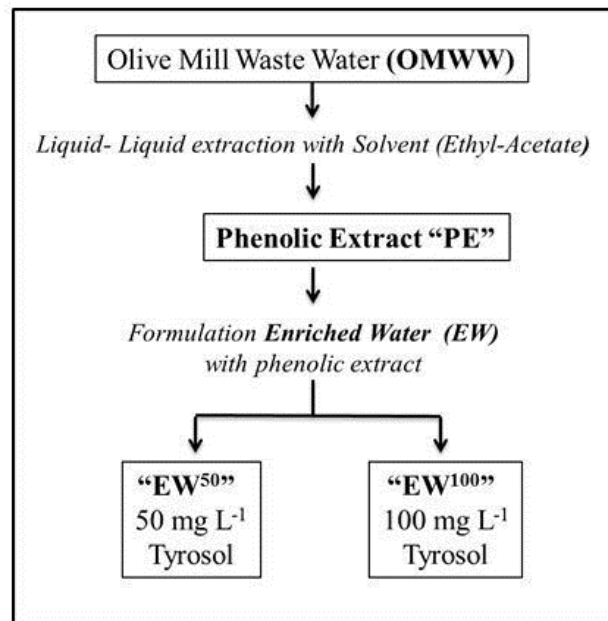 Olive Mill Waste Water (OMWW)
Liquid- Liquid extraction with Solvent (Ethyl-Acetate)
Phenolic Extract “PE”
Formulation Enriched Water (EW)
with phenolic extract
“EW⁵⁰” “EW¹⁰⁰”
50 mg L⁻¹ 100 mg L⁻¹
Tyrosol Tyrosol